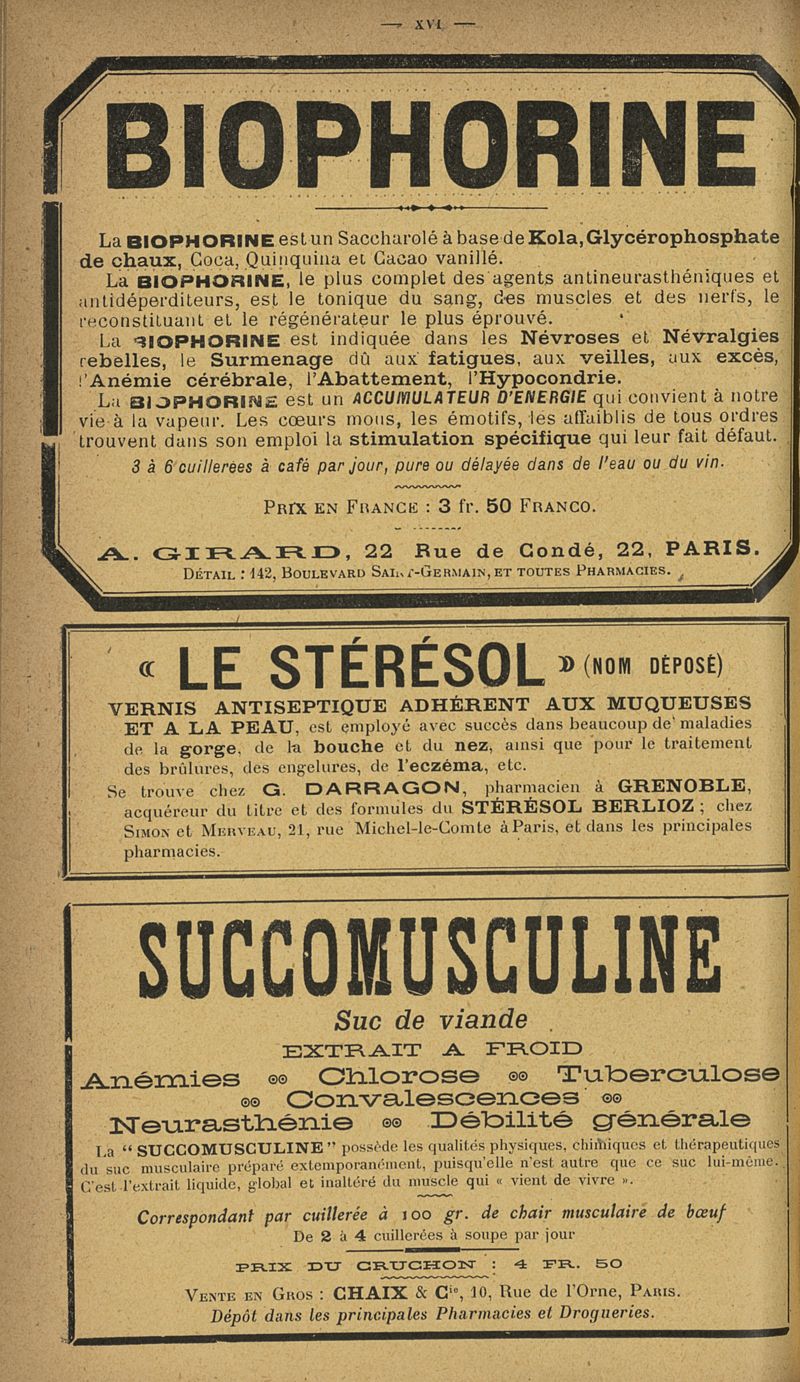 — XVI —
BIOPHORINE
La BIOPHORINE est un Saccharolé à base de Kola, Glycérophosphate
de chaux, Coca, Quinquina et Cacao vanillé.
La BIOPHORINE, le plus complet des agents antineurasthéniques et
antidéperditeurs, est le tonique du sang, des muscles et des nerfs, le
reconstituant et le régénérateur le plus éprouvé.
La BIOPHORINE est indiquée dans les Névroses et Névralgies
rebelles, le Surmenage dû aux fatigues, aux veilles, aux excès,
l'Anémie cérébrale, l'Abattement, l'Hypocondrie.
La BIOPHORINE est un ACCUMULATEUR D'ENERGIE qui convient à notre
vie à la vapeur. Les cœurs mous, les émotifs, les affaiblis de tous ordres
trouvent dans son emploi la stimulation spécifique qui leur fait défaut.
3 à 6 cuillerées à café par jour, pure ou délayée dans de l'eau ou du vin.
PRIX EN FRANCE : 3 fr. 50 FRANCO.
A. GIRARD, 22 Rue de Condé, 22, PARIS.
DÉTAIL : 142, BOULEVARD SAINT-GERMAIN, ET TOUTES PHARMACIES.
« LE STÉRÉSOL » (NOM DÉPOSÉ)
VERNIS ANTISEPTIQUE ADHÉRENT AUX MUQUEUSES
ET A LA PEAU, est employé avec succès dans beaucoup de maladies
de la gorge, de la bouche et du nez, ainsi que pour le traitement
des brûlures, des engelures, de l'eczéma, etc.
Se trouve chez G. DARRAGON, pharmacien à GRENOBLE,
acquéreur du titre et des formules du STÉRÉSOL BERLIOZ ; chez
SIMON et MERVEAU, 21, rue Michel-le-Comte à Paris, et dans les principales
pharmacies.
SUCCOMUSCULINE
Suc de viande
EXTRAIT A FROID
Anémies Chlorose Tuberculose
Convalescences
Neurasthénie Débilité générale
La “ SUCCOMUSCULINE ” possède les qualités physiques, chimiques et thérapeutiques
du suc musculaire préparé extemporanément, puisqu'elle n'est autre que ce suc lui-même.
C'est l'extrait liquide, global et inaltéré du muscle qui « vient de vivre ».
Correspondant par cuillerée à 100 gr. de chair musculaire de bœuf
De 2 à 4 cuillerées à soupe par jour
PRIX DU CRUCHON : 4 FR. 50
VENTE EN GROS : CHAIX & Cie, 10, Rue de l'Orne, PARIS.
Dépôt dans les principales Pharmacies et Drogueries.